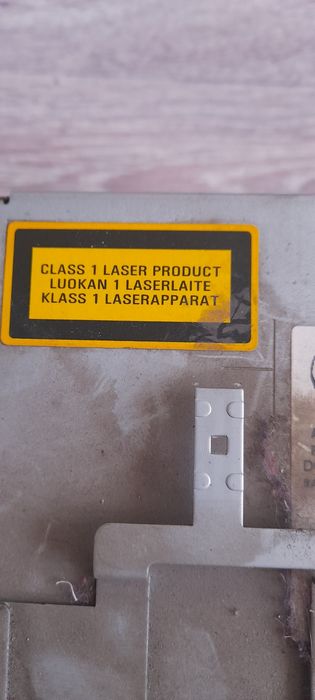 CLASS 1 LASER PRODUCT
LUOKAN 1 LASERLAITE
KLASS 1 LASERAPPARAT